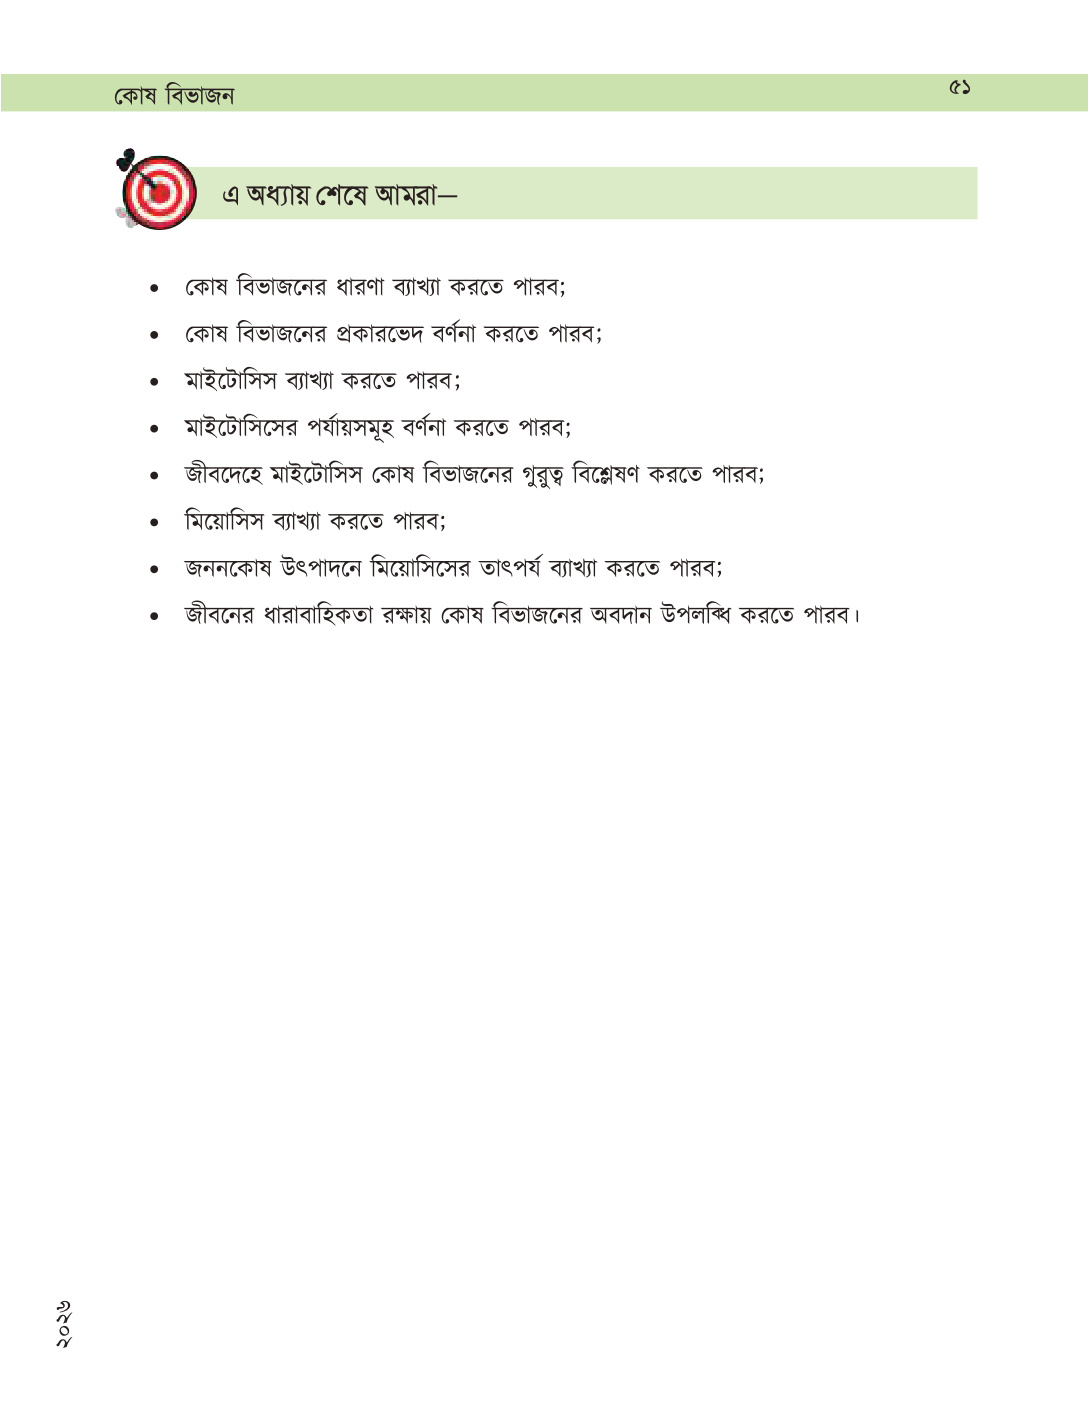 কোষ বিভাজন
৫১
এ অধ্যায় শেষে আমরা—
• কোষ বিভাজনের ধারণা ব্যাখ্যা করতে পারব;
• কোষ বিভাজনের প্রকারভেদ বর্ণনা করতে পারব;
• মাইটোসিস ব্যাখ্যা করতে পারব;
• মাইটোসিসের পর্যায়সমূহ বর্ণনা করতে পারব;
• জীবদেহে মাইটোসিস কোষ বিভাজনের গুরুত্ব বিশ্লেষণ করতে পারব;
• মিয়োসিস ব্যাখ্যা করতে পারব;
• জননকোষ উৎপাদনে মিয়োসিসের তাৎপর্য ব্যাখ্যা করতে পারব;
• জীবনের ধারাবাহিকতা রক্ষায় কোষ বিভাজনের অবদান উপলব্ধি করতে পারব।
২০২৬